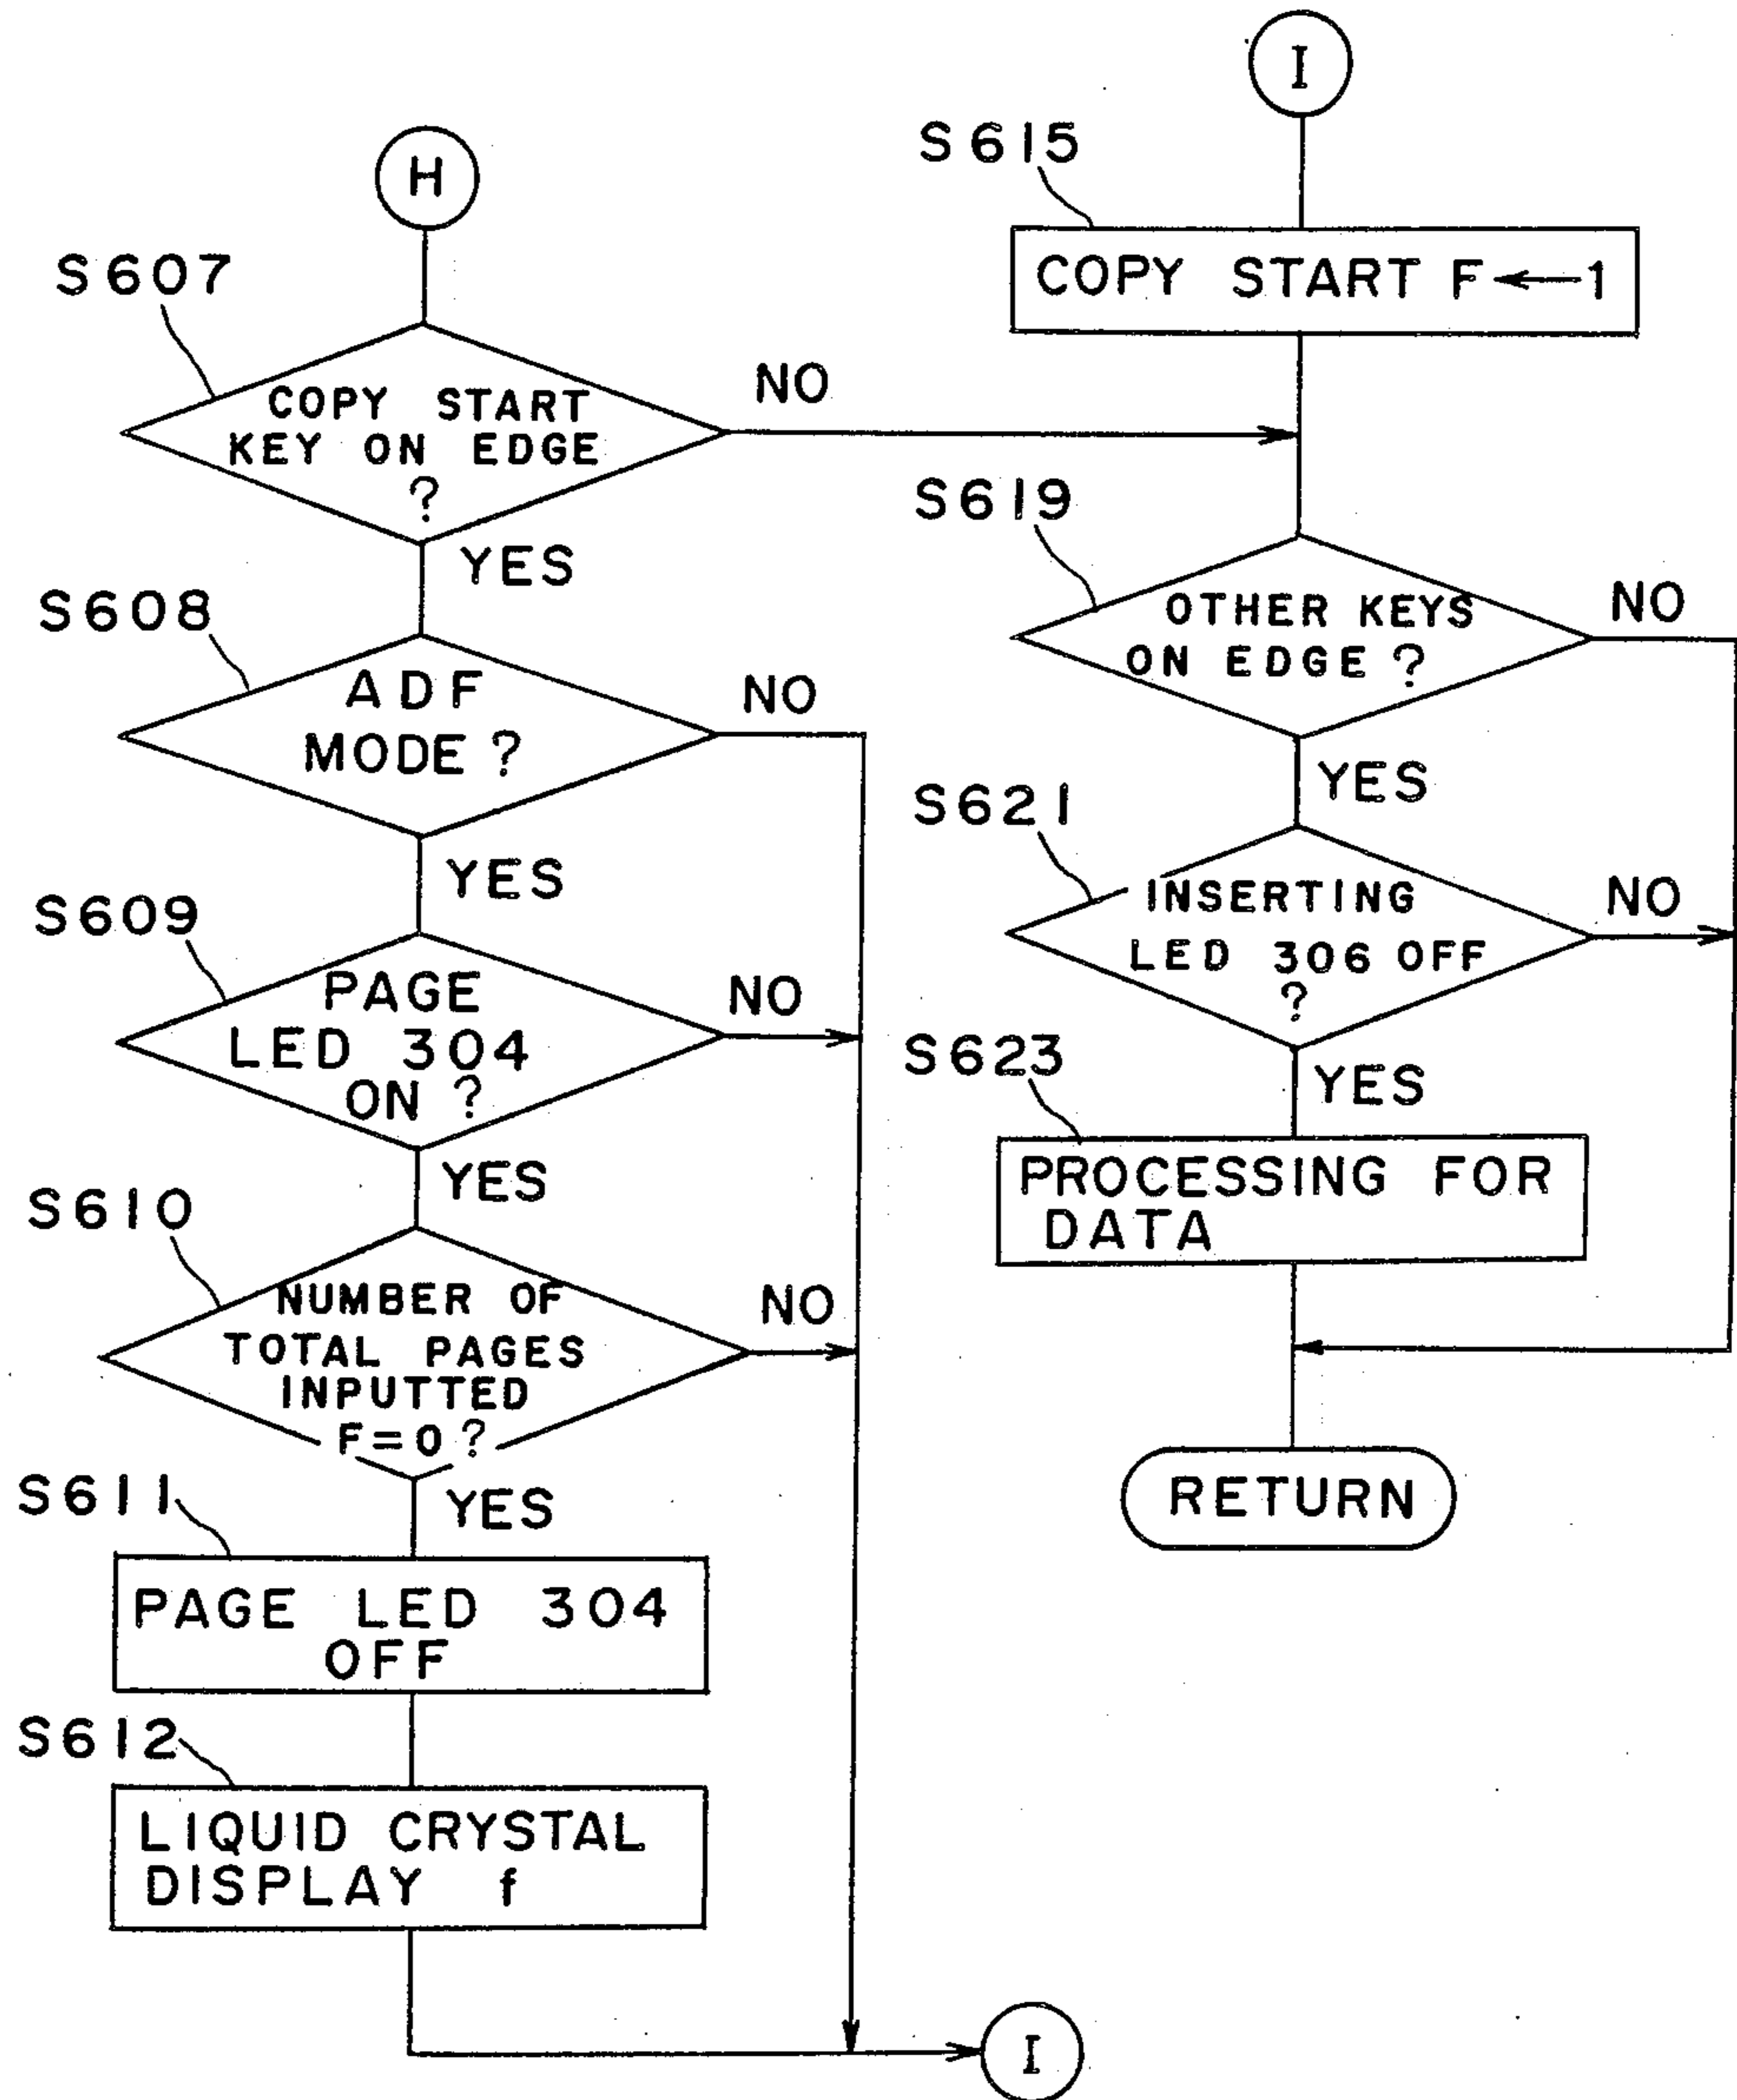 H
S607
COPY START
KEY ON EDGE
?
NO
YES
S608
ADF
MODE ?
NO
YES
S609
PAGE
LED 304
ON ?
NO
YES
S610
NUMBER OF
TOTAL PAGES
INPUTTED
F=0 ?
NO
YES
S611
PAGE LED 304
OFF
S612
LIQUID CRYSTAL
DISPLAY f
I
I
S615
COPY START F←1
S619
OTHER KEYS
ON EDGE ?
NO
YES
S621
INSERTING
LED 306 OFF
?
NO
YES
S623
PROCESSING FOR
DATA
RETURN